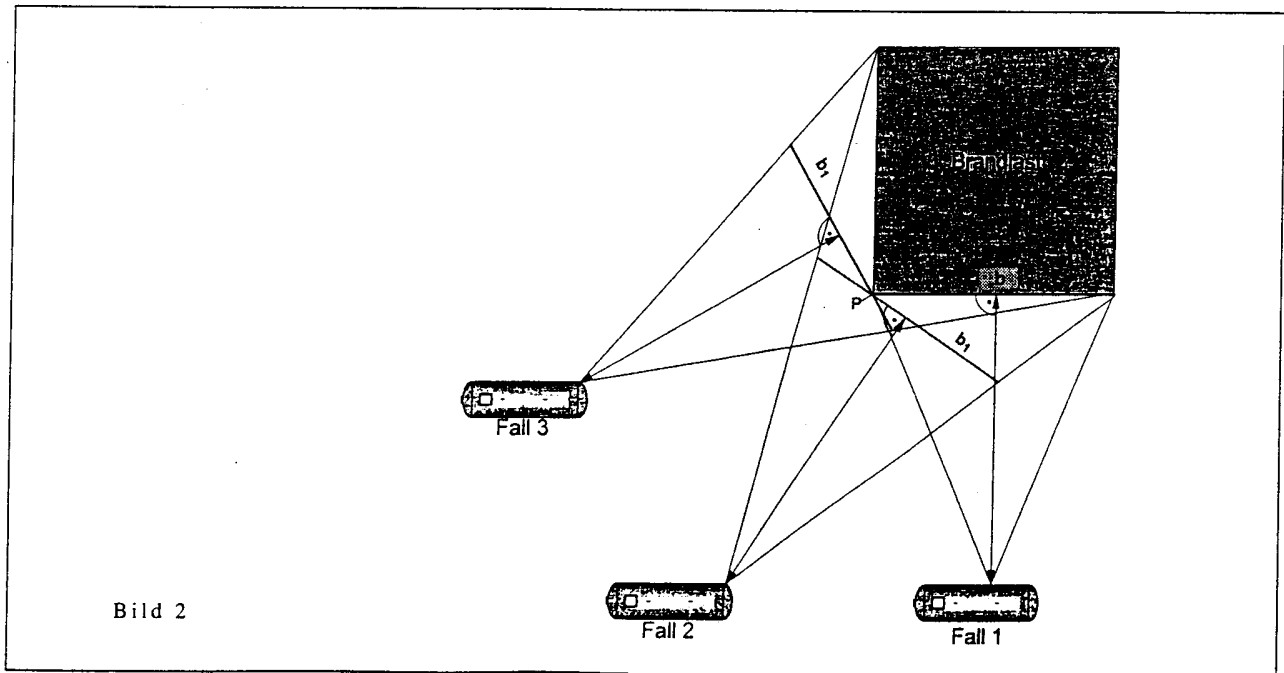 Brandlast
b₁
b
P
b₁
Fall 3
Bild 2
Fall 2
Fall 1